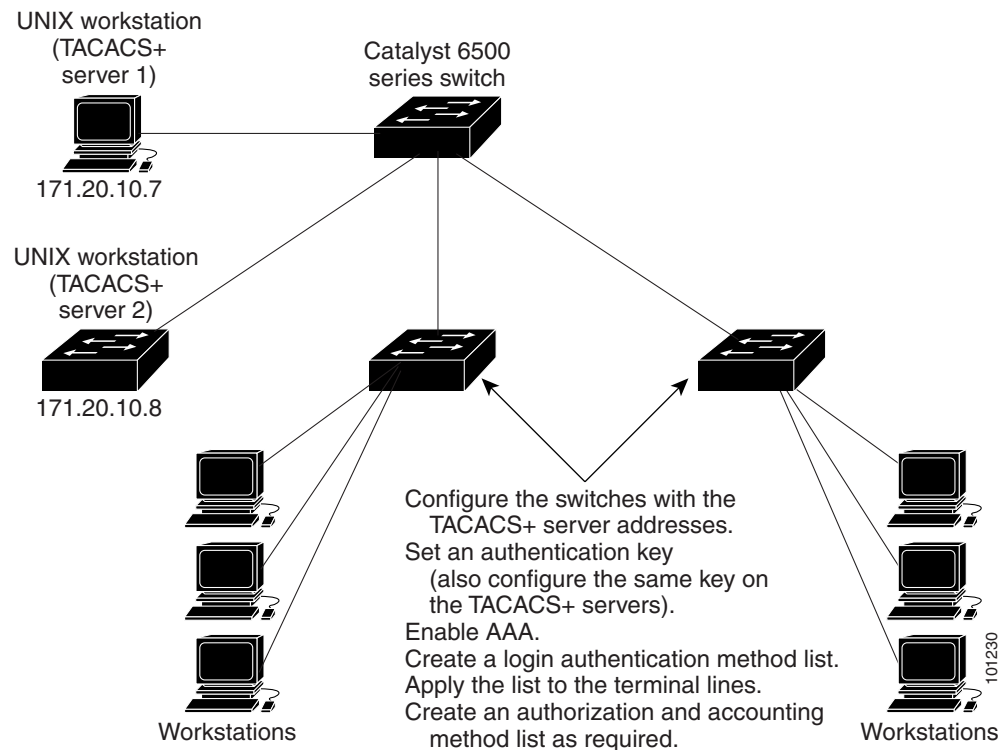 UNIX workstation
(TACACS+
server 1)
Catalyst 6500
series switch
171.20.10.7
UNIX workstation
(TACACS+
server 2)
171.20.10.8
Configure the switches with the
TACACS+ server addresses.
Set an authentication key
(also configure the same key on
the TACACS+ servers).
Enable AAA.
Create a login authentication method list.
Apply the list to the terminal lines.
Create an authorization and accounting
method list as required.
Workstations
Workstations
101230